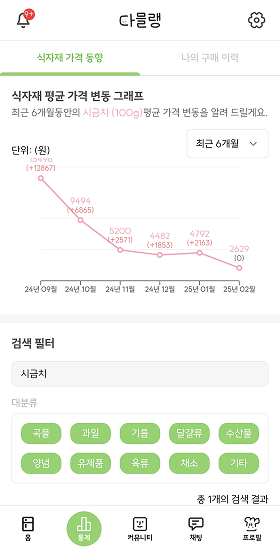 9+
다믈랭
식자재 가격 동향
나의 구매 이력
식자재 평균 가격 변동 그래프
최근 6개월동안의 시금치 (100g)평균 가격 변동을 알려 드릴게요.
최근 6개월
단위: (원)
(+12867)
9494
(+6865)
5200
(+2571)
4482
(+1853)
4792
(+2163)
2629
(0)
24년 09월 24년 10월 24년 11월 24년 12월 25년 01월 25년 02월
검색 필터
시금치
대분류
곡물 과일 기름 달걀류 수산물
양념 유제품 육류 채소 기타
총 1개의 검색 결과
홈 통계 커뮤니티 채팅 프로필